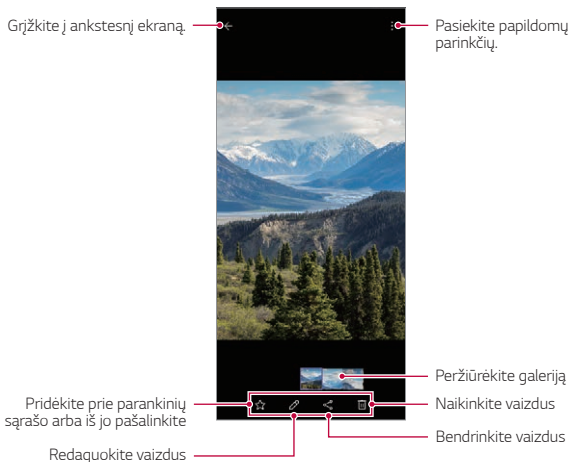 Grįžkite į ankstesnį ekraną.
Pasiekite papildomų
parinkčių.
Peržiūrėkite galeriją
Pridėkite prie parankinių
sąrašo arba iš jo pašalinkite
Naikinkite vaizdus
Bendrinkite vaizdus
Redaguokite vaizdus